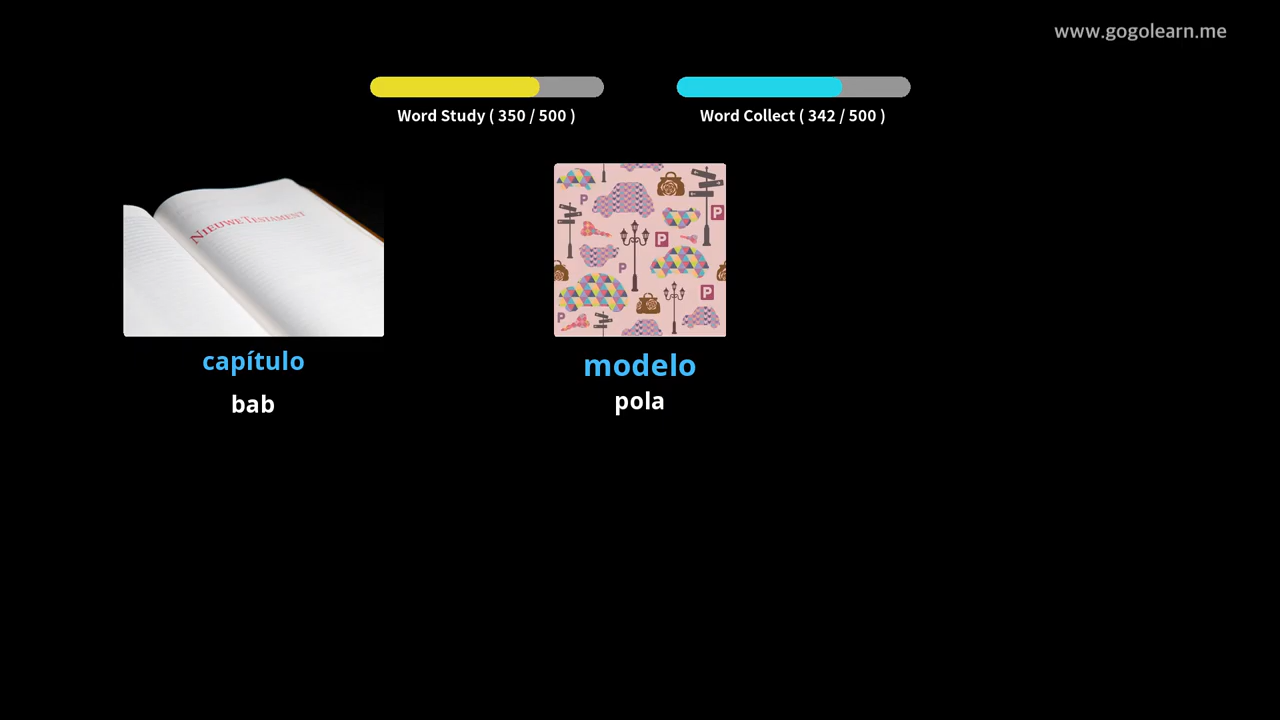 www.gogolearn.me
Word Study ( 350 / 500 )
Word Collect ( 342 / 500 )
NIEUWE TESTAMENT
P
P
P
P
P
P
capítulo
modelo
bab
pola